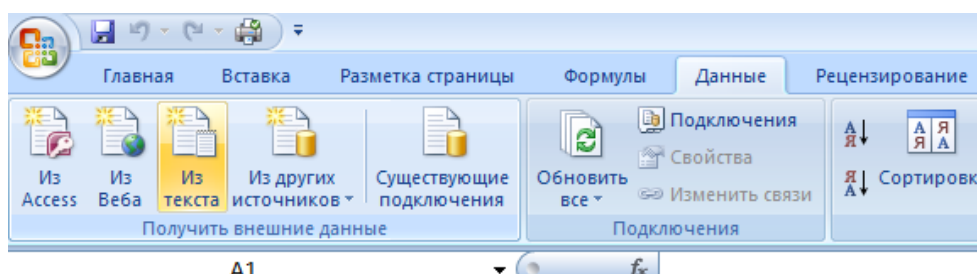 Главная Вставка Разметка страницы Формулы Данные Рецензирование
Из Access
Из Веба
Из текста
Из других источников
Существующие подключения
Обновить все
Подключения
Свойства
Изменить связи
А Я
Я А
А Я
Я А
Сортировк
Получить внешние данные
Подключения
A1
fx